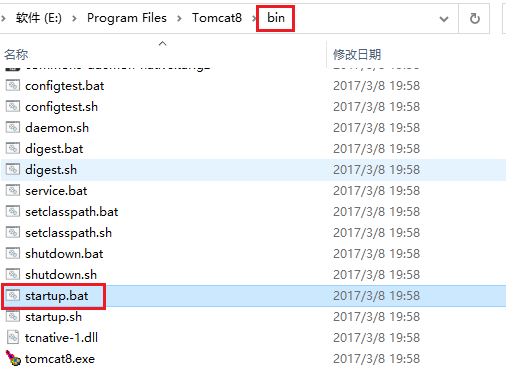 软件 (E:) > Program Files > Tomcat8 > bin
名称 修改日期
2017/3/8 19:58
configtest.bat 2017/3/8 19:58
configtest.sh 2017/3/8 19:58
daemon.sh 2017/3/8 19:58
digest.bat 2017/3/8 19:58
digest.sh 2017/3/8 19:58
service.bat 2017/3/8 19:58
setclasspath.bat 2017/3/8 19:58
setclasspath.sh 2017/3/8 19:58
shutdown.bat 2017/3/8 19:58
shutdown.sh 2017/3/8 19:58
startup.bat 2017/3/8 19:58
startup.sh 2017/3/8 19:58
tcnative-1.dll 2017/3/8 19:58
tomcat8.exe 2017/3/8 19:58